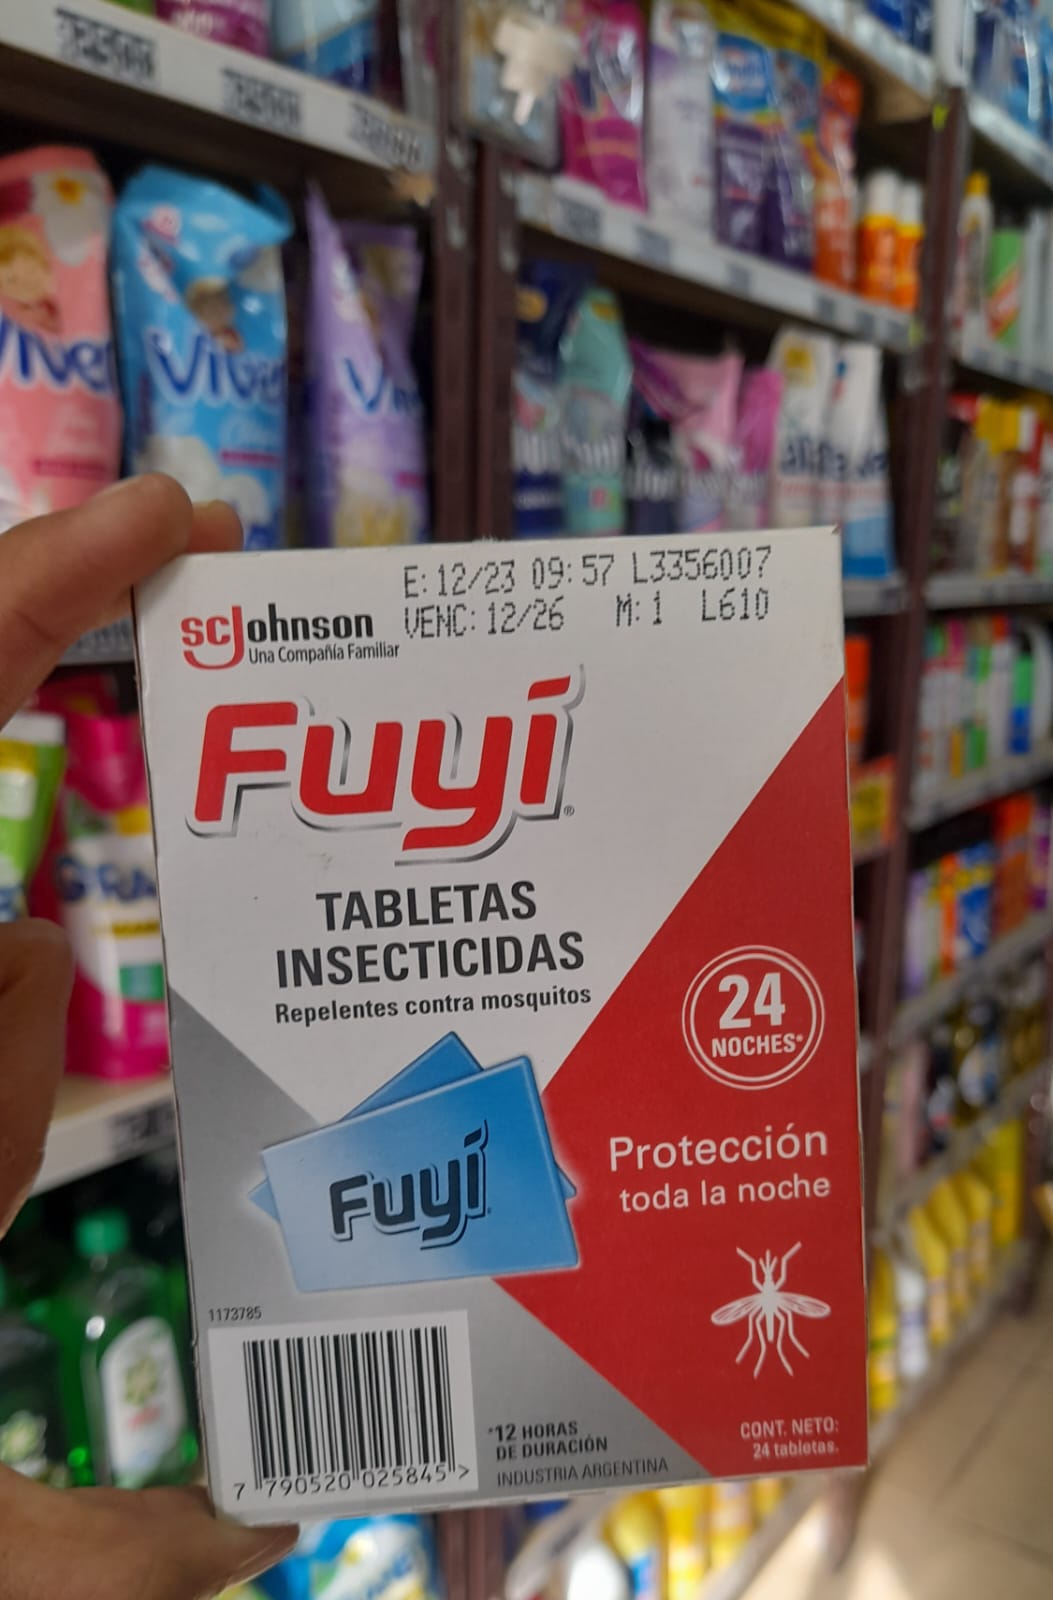 Vive
E: 12/23 09:57 L3356007
VENC: 12/26 M: 1 L610
scJohnson
Una Compañía Familiar
Fuyí®
TABLETAS
INSECTICIDAS
Repelentes contra mosquitos
24
NOCHES*
Fuyí
Protección
toda la noche
1173785
*12 HORAS
DE DURACIÓN
INDUSTRIA ARGENTINA
CONT. NETO:
24 tabletas.
7 790520 025845 >